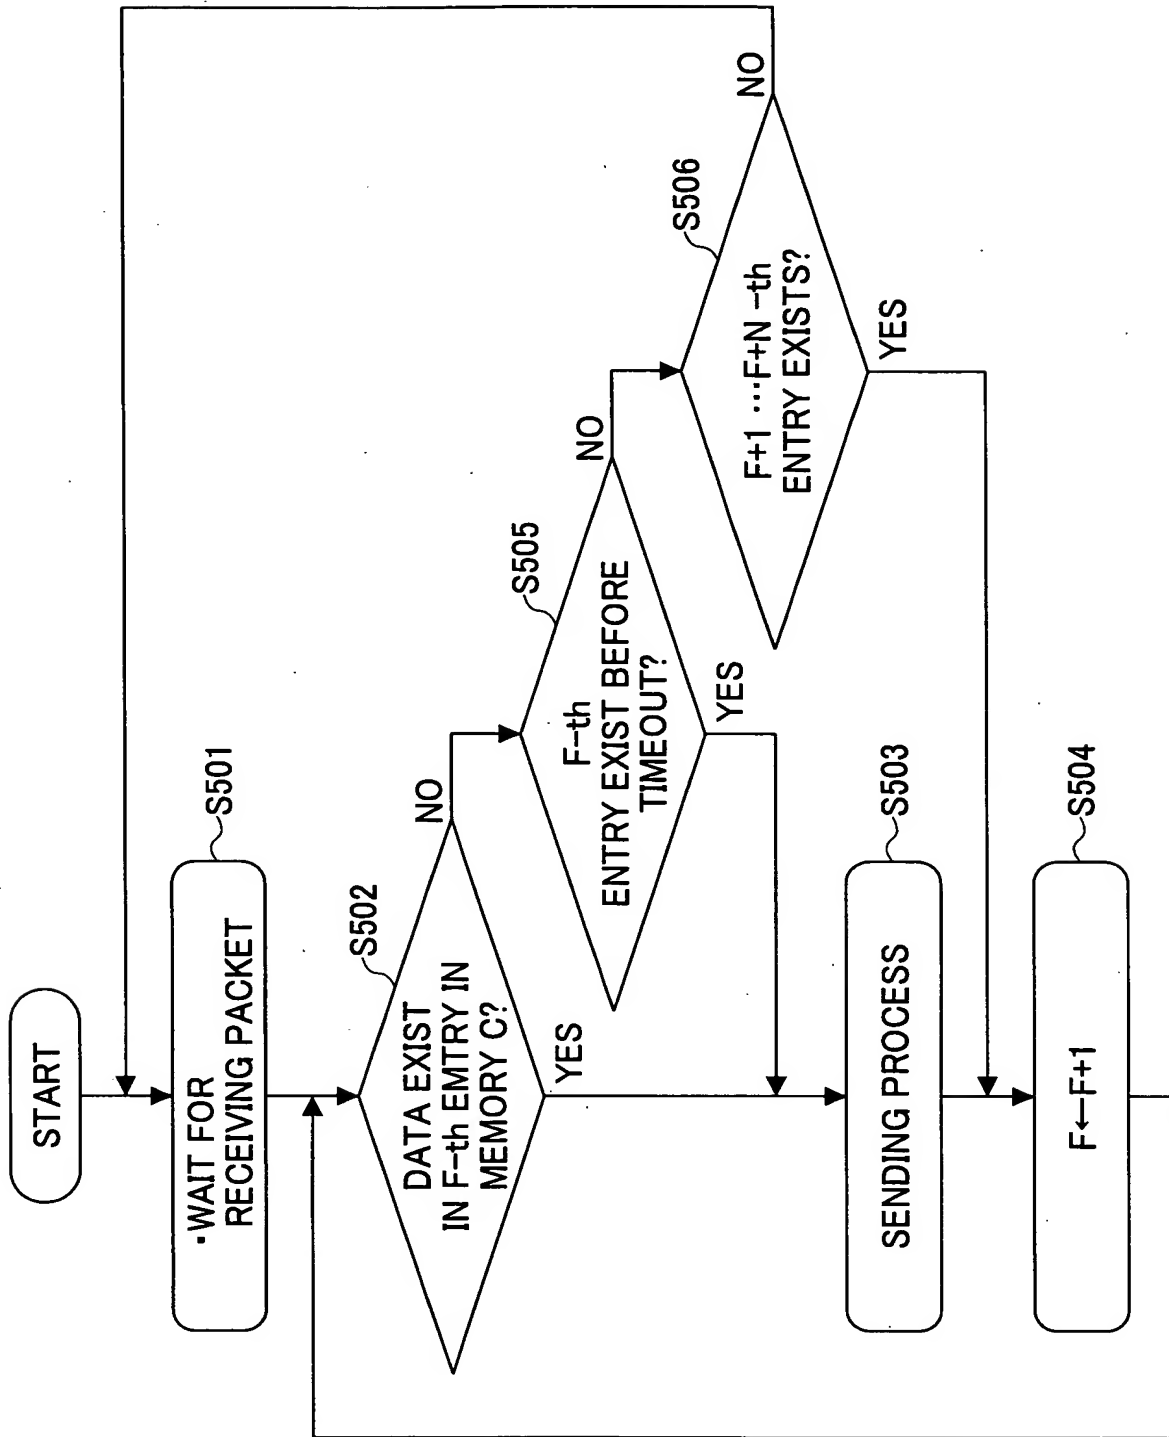 START
·WAIT FOR
RECEIVING PACKET
S501
DATA EXIST
IN F-th EMTRY IN
MEMORY C?
S502
NO
YES
F-th
ENTRY EXIST BEFORE
TIMEOUT?
S505
NO
YES
F+1 ···F+N -th
ENTRY EXISTS?
S506
NO
YES
SENDING PROCESS
S503
F←F+1
S504